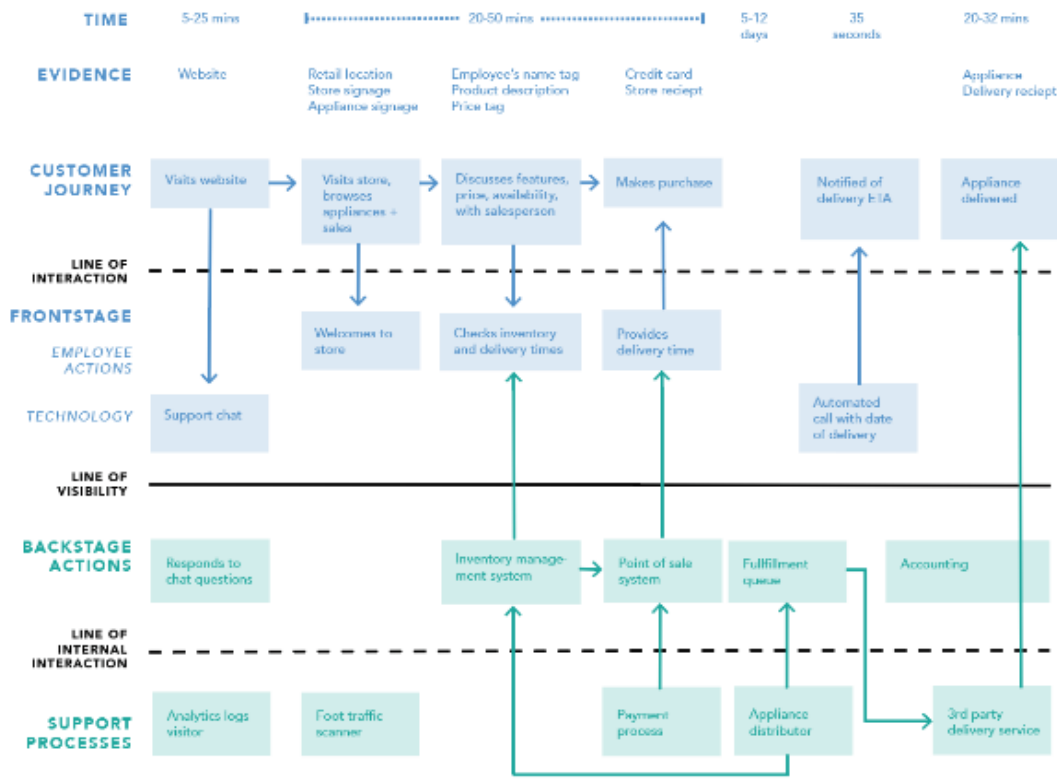 TIME
5-25 mins
20-50 mins
5-12
days
35
seconds
20-32 mins
EVIDENCE
Website
Retail location
Store signage
Appliance signage
Employee's name tag
Product description
Price tag
Credit card
Store reciept
Appliance
Delivery reciept
CUSTOMER
JOURNEY
Visits website
Visits store,
browses
appliances +
sales
Discusses features,
price, availability,
with salesperson
Makes purchase
Notified of
delivery ETA
Appliance
delivered
LINE OF
INTERACTION
FRONTSTAGE
EMPLOYEE
ACTIONS
Welcomes to
store
Checks inventory
and delivery times
Provides
delivery time
TECHNOLOGY
Support chat
Automated
call with date
of delivery
LINE OF
VISIBILITY
BACKSTAGE
ACTIONS
Responds to
chat questions
Inventory manage-
ment system
Point of sale
system
Fullfillment
queue
Accounting
LINE OF
INTERNAL
INTERACTION
SUPPORT
PROCESSES
Analytics logs
visitor
Foot traffic
scanner
Payment
process
Appliance
distributor
3rd party
delivery service